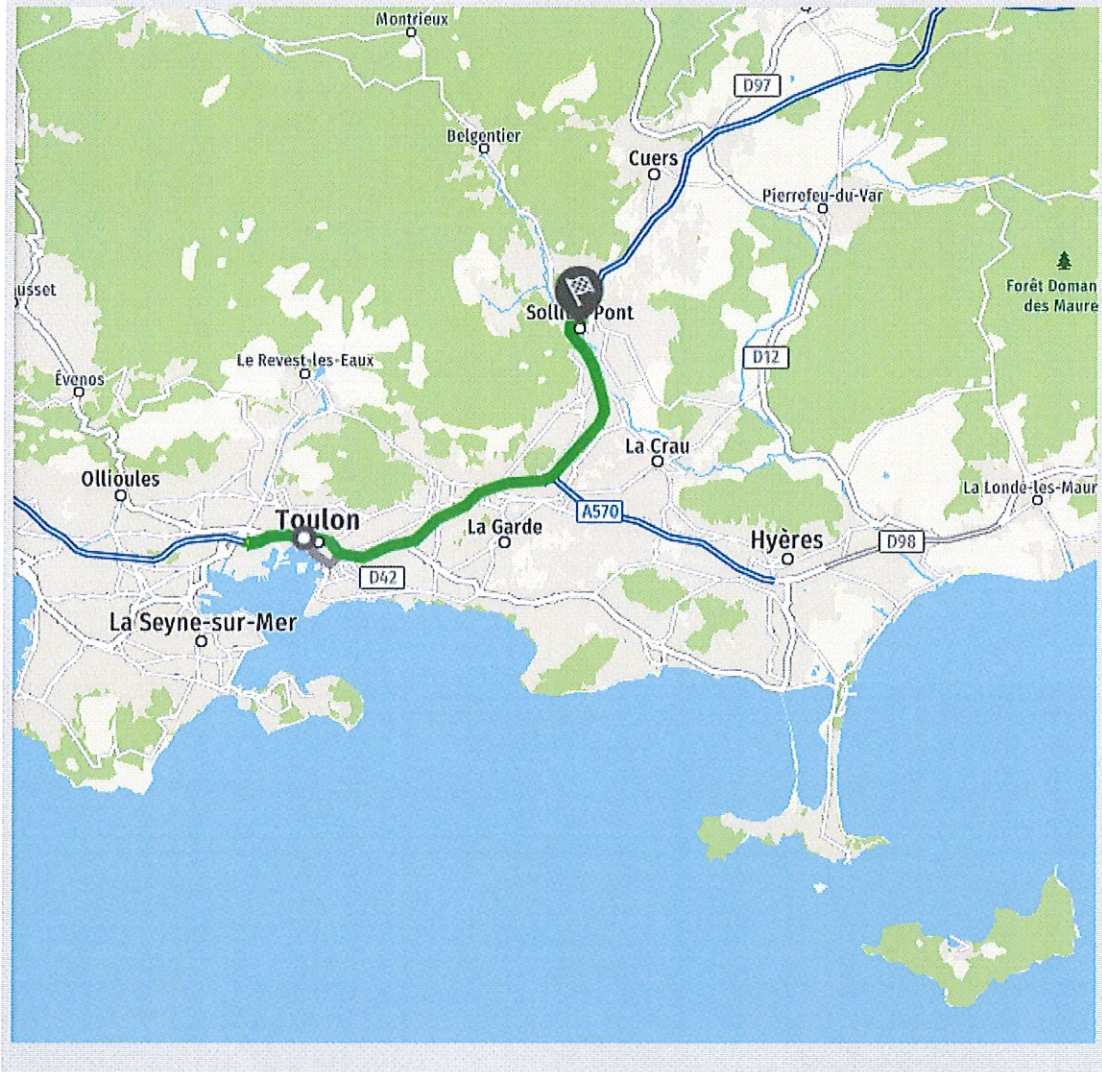 Montrieux
D97
Belgentier
Cuers
Pierrefeu-du-Var
Forêt Doman
des Maure
usset
Pont
D12
Le Revest-les-Eaux
Évenos
La Crau
Ollioules
La Londe-les-Maur
A570
Toulon
La Garde
Hyères
D98
D42
La Seyne-sur-Mer